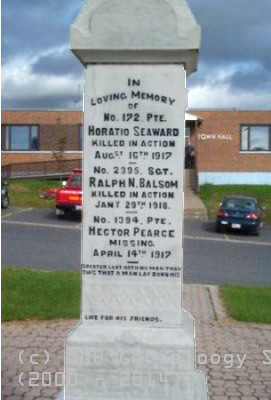 IN
LOVING MEMORY
OF
No. 172. PTE.
HORATIO SEAWARD
KILLED IN ACTION
AUGST 16TH 1917
No. 2395. SGT.
RALPH N. BALSOM
KILLED IN ACTION
JANY 29TH 1918.
No. 1394. PTE.
HECTOR PEARCE
MISSING
APRIL 14TH 1917
GREATER LOVE HATH NO MAN THAN
THIS THAT A MAN LAY DOWN HIS
LIFE FOR HIS FRIENDS.
TOWN HALL